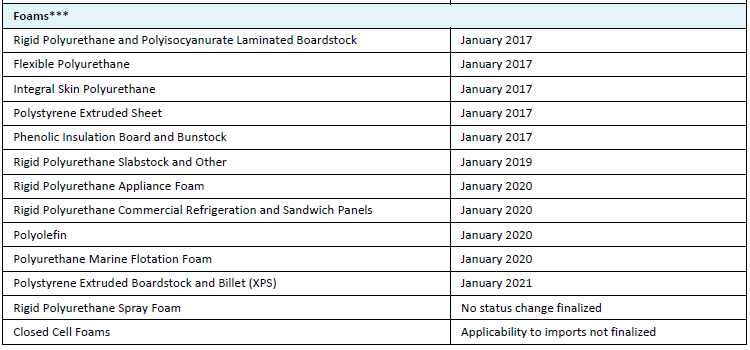 Foams***
Rigid Polyurethane and Polyisocyanurate Laminated Boardstock January 2017
Flexible Polyurethane January 2017
Integral Skin Polyurethane January 2017
Polystyrene Extruded Sheet January 2017
Phenolic Insulation Board and Bunstock January 2017
Rigid Polyurethane Slabstock and Other January 2019
Rigid Polyurethane Appliance Foam January 2020
Rigid Polyurethane Commercial Refrigeration and Sandwich Panels January 2020
Polyolefin January 2020
Polyurethane Marine Flotation Foam January 2020
Polystyrene Extruded Boardstock and Billet (XPS) January 2021
Rigid Polyurethane Spray Foam No status change finalized
Closed Cell Foams Applicability to imports not finalized